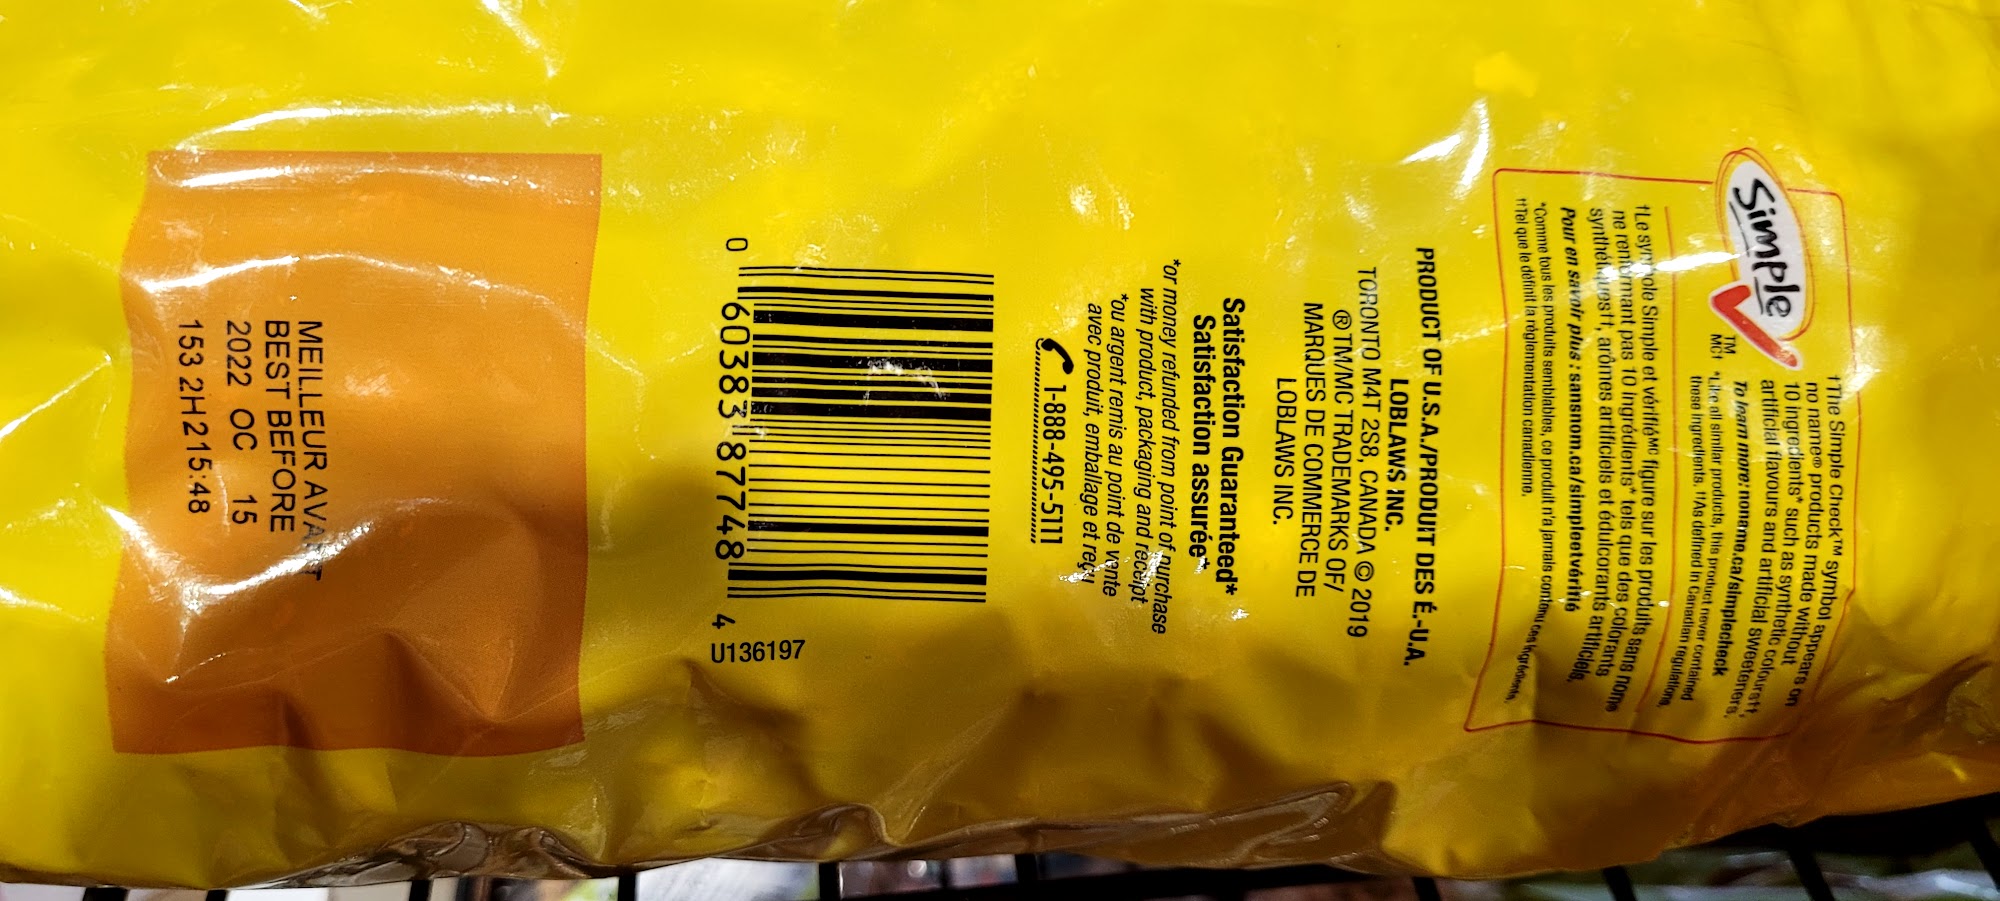 Simple
TM
MC†
††The Simple Check™ symbol appears on
no name® products made without
10 ingredients* such as synthetic colours††,
artificial flavours and artificial sweeteners.
To learn more: noname.ca/simplecheck
*Like all similar products, this product never contained
these ingredients. ††As defined in Canadian regulations.
†Le symbole Simple et vérifiéᴹᶜ figure sur les produits sans nom®
ne renfermant pas 10 ingrédients* tels que des colorants
synthétiques††, arômes artificiels et édulcorants artificiels.
Pour en savoir plus : sansnom.ca/simpleetvérifié
*Comme tous les produits semblables, ce produit n'a jamais contenu ces ingrédients.
††Tel que le définit la réglementation canadienne.
PRODUCT OF U.S.A./PRODUIT DES É.-U.A.
LOBLAWS INC.
TORONTO M4T 2S8, CANADA © 2019
® TM/MC TRADEMARKS OF/
MARQUES DE COMMERCE DE
LOBLAWS INC.
Satisfaction Guaranteed*
Satisfaction assurée*
*or money refunded from point of purchase
with product, packaging and receipt
*ou argent remis au point de vente
avec produit, emballage et reçu
1-888-495-5111
0 60383 87748 4
U136197
MEILLEUR AVANT
BEST BEFORE
2022 OC 15
153 2H215:48